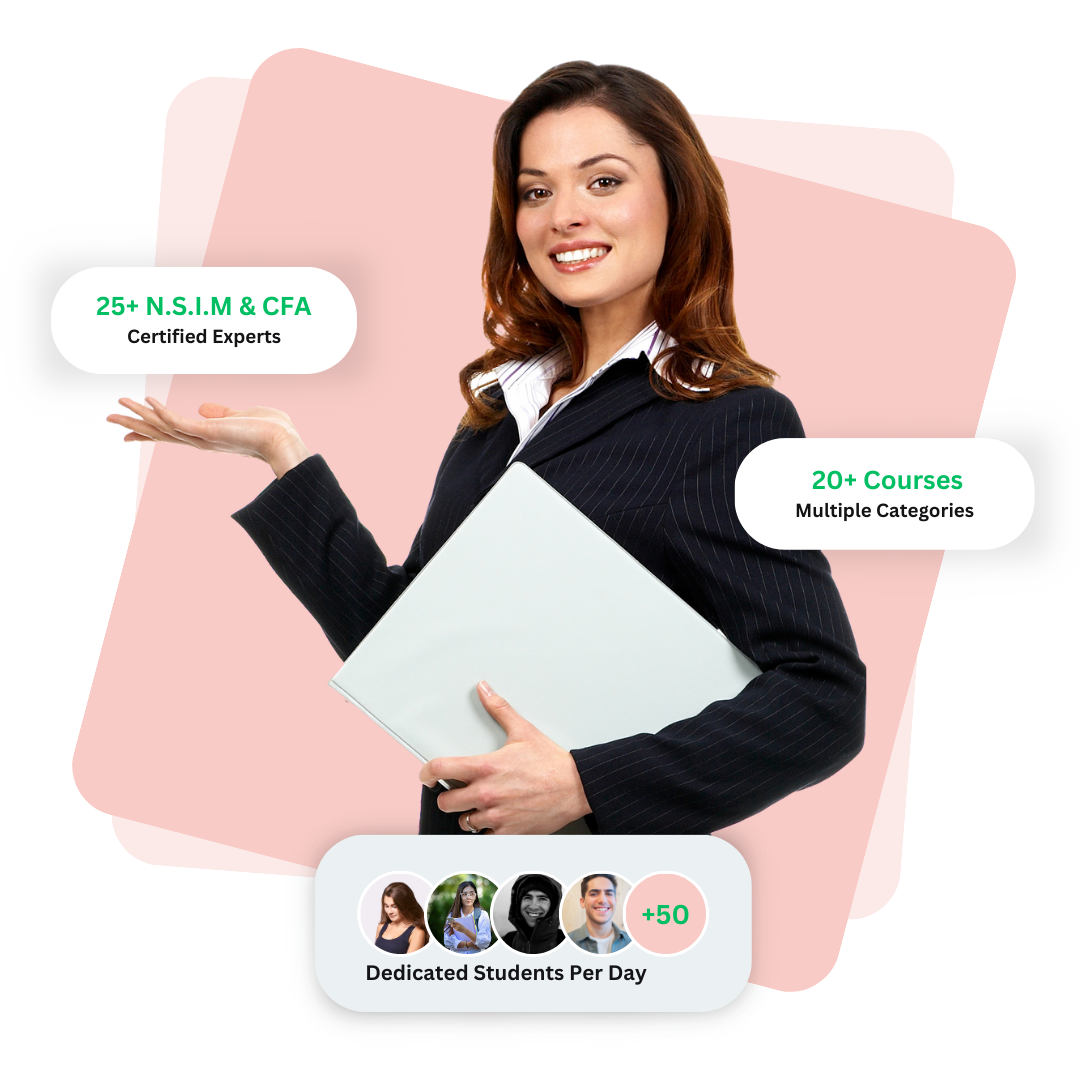 25+ N.S.I.M & CFA
Certified Experts
20+ Courses
Multiple Categories
+50
Dedicated Students Per Day